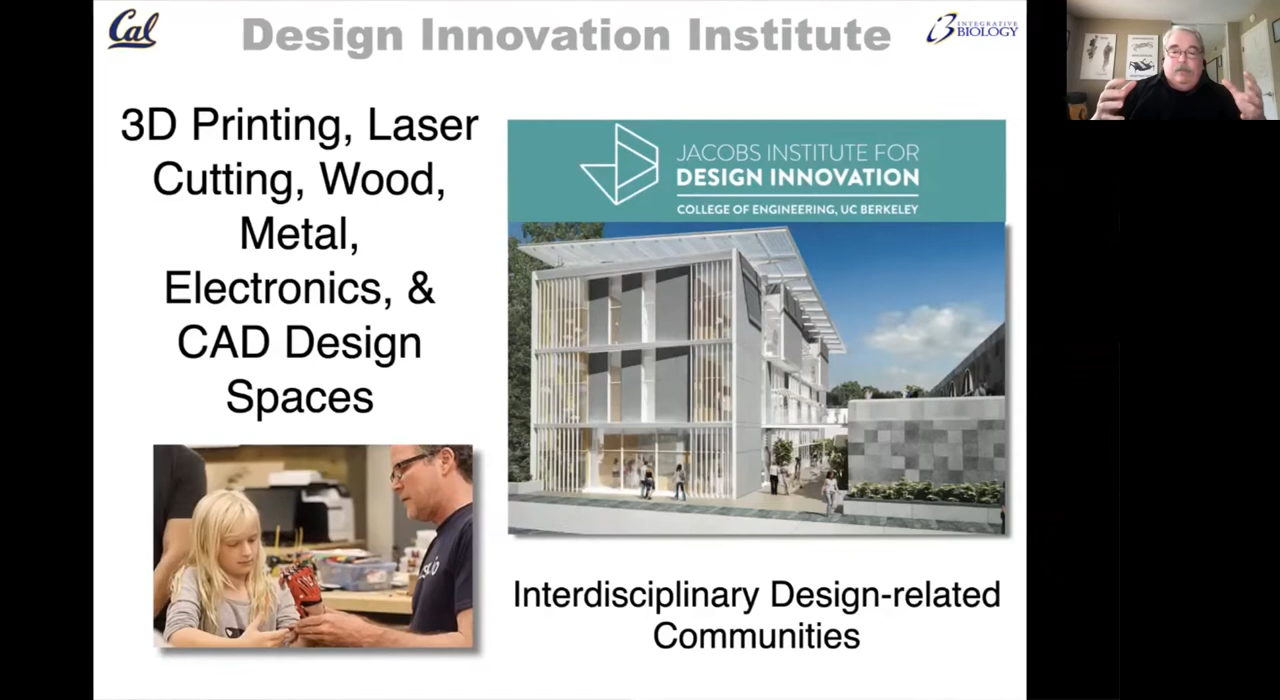 Cal
Design Innovation Institute
INTEGRATIVE
BIOLOGY
3D Printing, Laser
Cutting, Wood,
Metal,
Electronics, &
CAD Design
Spaces
JACOBS INSTITUTE FOR
DESIGN INNOVATION
COLLEGE OF ENGINEERING, UC BERKELEY
Interdisciplinary Design-related
Communities